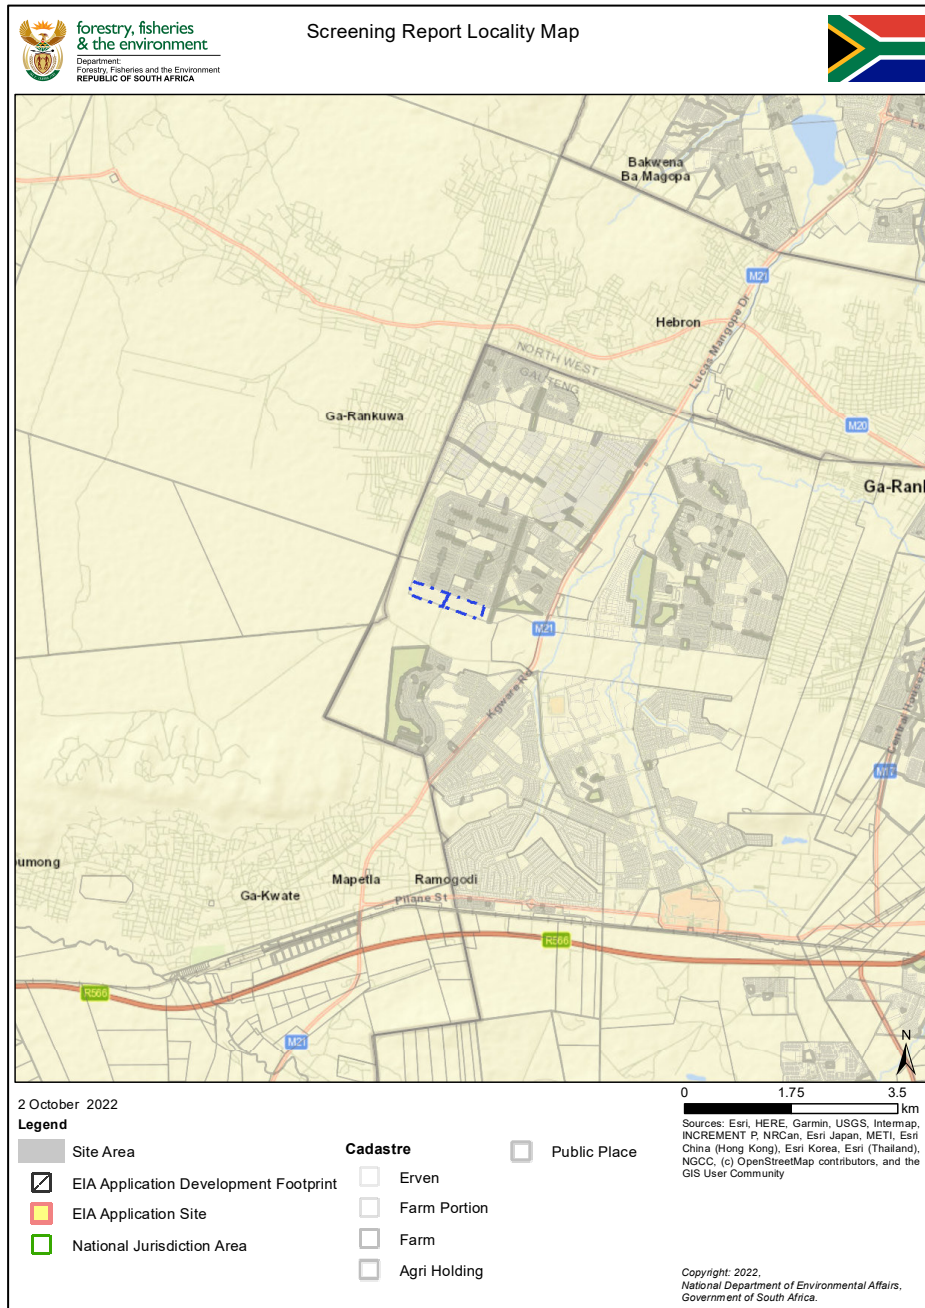 forestry, fisheries
& the environment
Department:
Forestry, Fisheries and the Environment
REPUBLIC OF SOUTH AFRICA
Screening Report Locality Map
Bakwena
Ba Magopa
M21
Hebron
Lucas Mangope Dr
NORTH WEST
GAUTENG
Ga-Rankuwa
M20
Ga-Ran
M21
Kgware Rd
Central House R
M17
umong
Mapetla
Ramogodi
Ga-Kwate
Pilane St
R566
R566
M21
N
2 October 2022
0 1.75 3.5
km
Sources: Esri, HERE, Garmin, USGS, Intermap,
INCREMENT P, NRCan, Esri Japan, METI, Esri
China (Hong Kong), Esri Korea, Esri (Thailand),
NGCC, (c) OpenStreetMap contributors, and the
GIS User Community
Legend
Site Area
EIA Application Development Footprint
EIA Application Site
National Jurisdiction Area
Cadastre
Erven
Farm Portion
Farm
Agri Holding
Public Place
Copyright: 2022,
National Department of Environmental Affairs,
Government of South Africa.